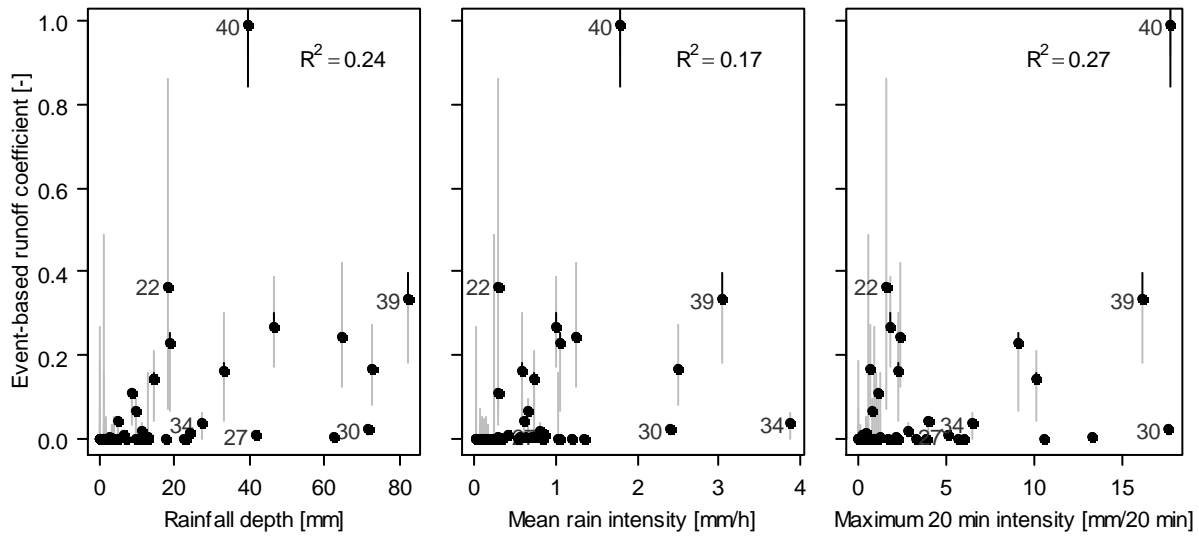 Event-based runoff coefficient [-]
1.0
0.8
0.6
0.4
0.2
0.0
40
R² = 0.24
22
39
34
27
30
0 20 40 60 80
Rainfall depth [mm]
40
R² = 0.17
22
39
30
34
0 1 2 3 4
Mean rain intensity [mm/h]
40
R² = 0.27
22
39
34
27
30
0 5 10 15
Maximum 20 min intensity [mm/20 min]